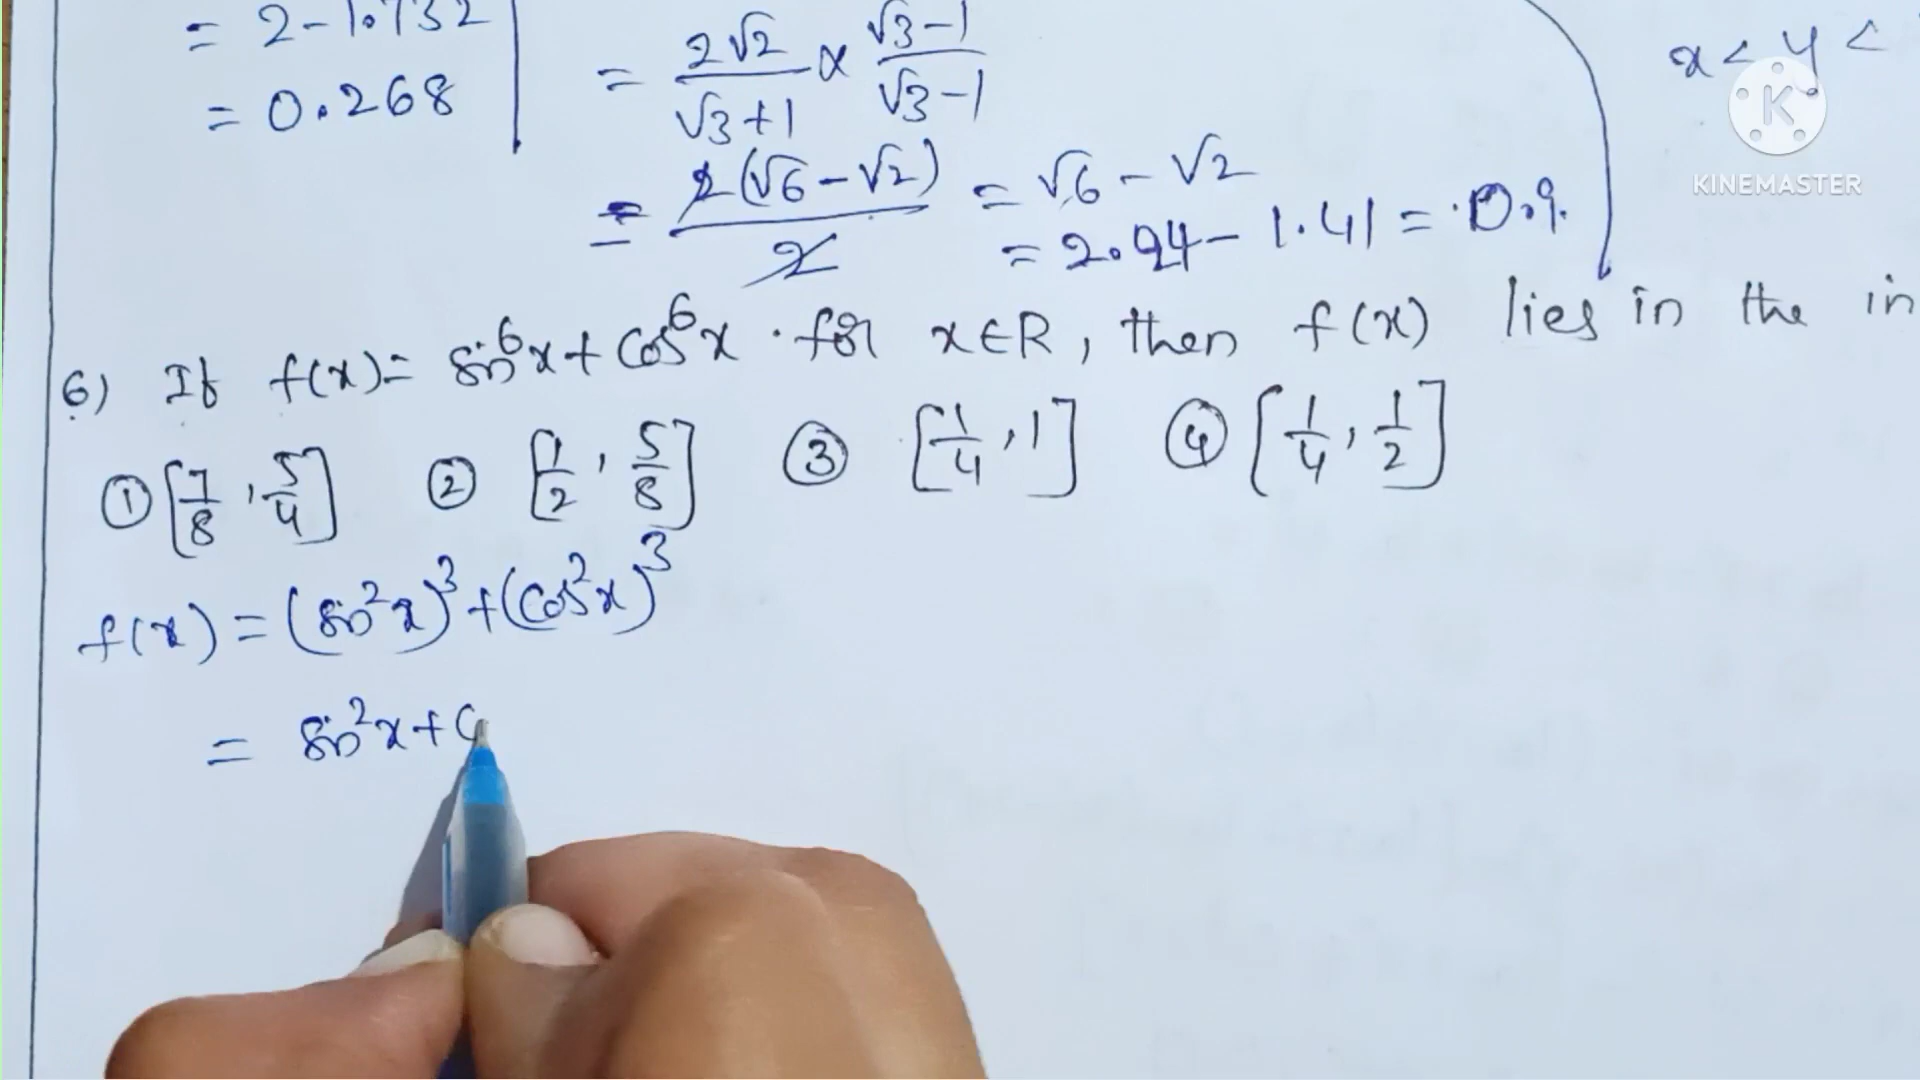 = 2 - 1.732
= 0.268
= 2√2/√3+1 × √3-1/√3-1
= 2(√6-√2)/2 = √6 - √2
= 2.44 - 1.41 = 0.9.
x < y <
KINEMASTER
6) If f(x) = sin⁶x + cos⁶x . for x∈R, then f(x) lies in the in
① [7/8, 5/4] ② [1/2, 5/8] ③ [1/4, 1] ④ [1/4, 1/2]
f(x) = (sin²x)³ + (cos²x)³
= sin²x + c